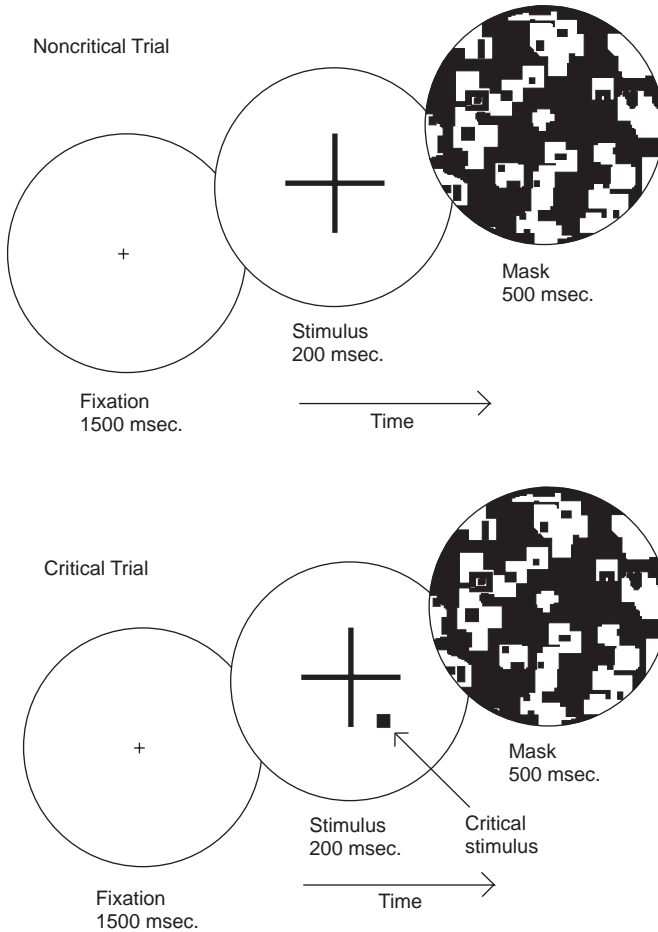 Noncritical Trial
Mask
500 msec.
Stimulus
200 msec.
Fixation
1500 msec.
Time
Critical Trial
Mask
500 msec.
Stimulus
200 msec.
Critical
stimulus
Fixation
1500 msec.
Time